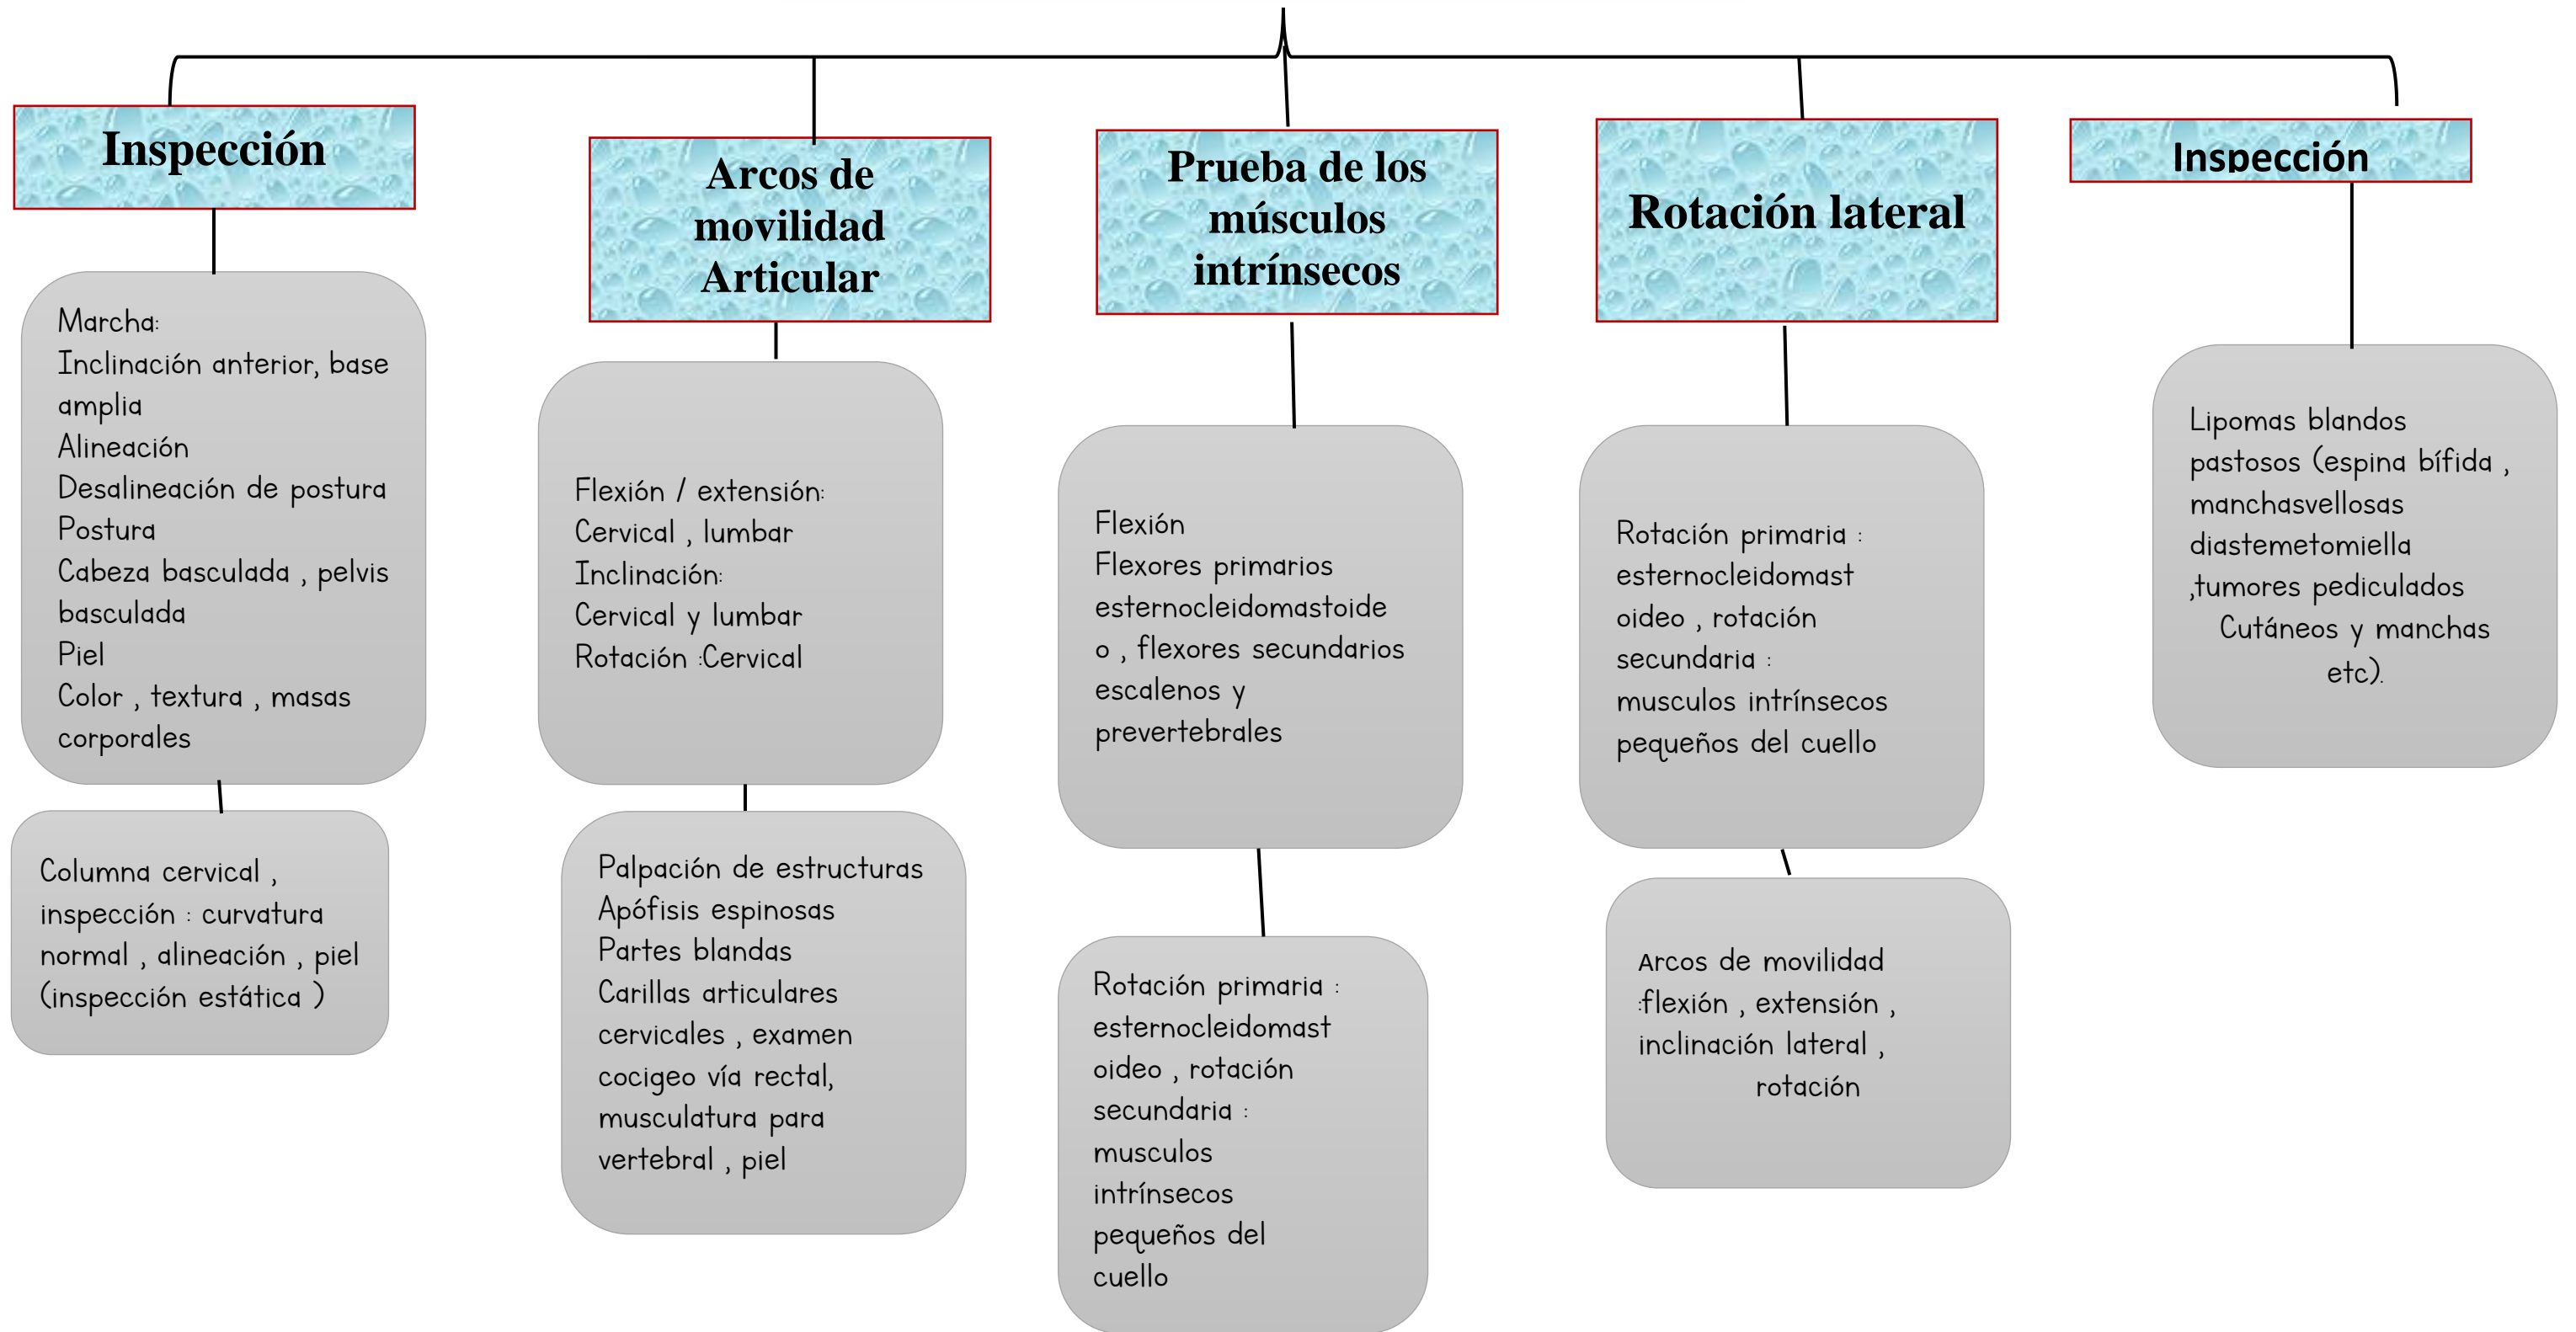 Inspección
Marcha:
Inclinación anterior, base
amplia
Alineación
Desalineación de postura
Postura
Cabeza basculada , pelvis
basculada
Piel
Color , textura , masas
corporales
Columna cervical ,
inspección : curvatura
normal , alineación , piel
(inspección estática )
Arcos de
movilidad
Articular
Flexión / extensión:
Cervical , lumbar
Inclinación:
Cervical y lumbar
Rotación :Cervical
Palpación de estructuras
Apófisis espinosas
Partes blandas
Carillas articulares
cervicales , examen
cocigeo vía rectal,
musculatura para
vertebral , piel
Prueba de los
músculos
intrínsecos
Flexión
Flexores primarios
esternocleidomastoide
o , flexores secundarios
escalenos y
prevertebrales
Rotación primaria :
esternocleidomast
oideo , rotación
secundaria :
musculos
intrínsecos
pequeños del
cuello
Rotación lateral
Rotación primaria :
esternocleidomast
oideo , rotación
secundaria :
musculos intrínsecos
pequeños del cuello
Arcos de movilidad
:flexión , extensión ,
inclinación lateral ,
rotación
Inspección
Lipomas blandos
pastosos (espina bífida ,
manchasvellosas
diastemetomiella
,tumores pediculados
Cutáneos y manchas
etc).